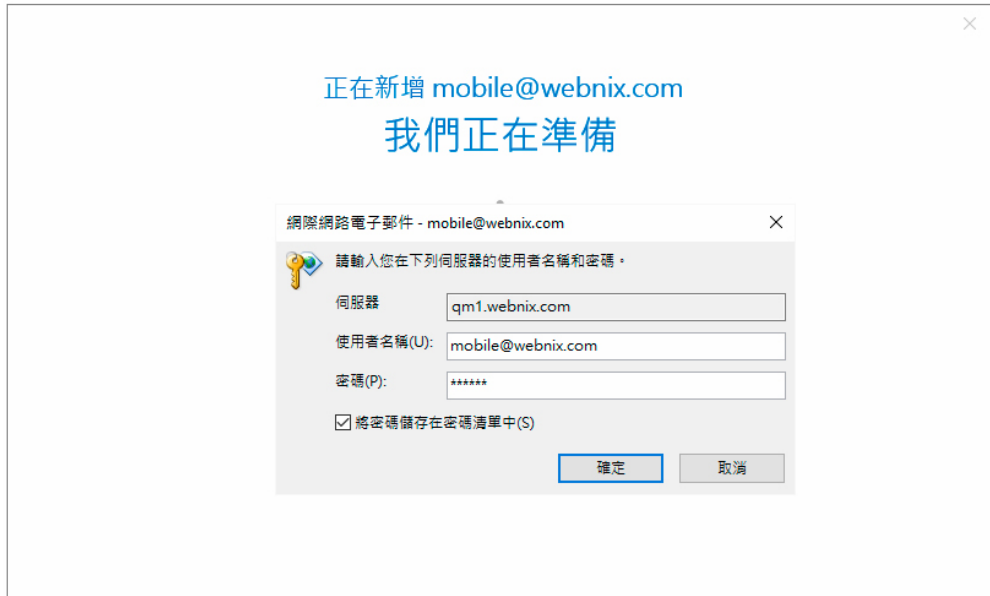 正在新增 mobile@webnix.com
我們正在準備
網際網路電子郵件 - mobile@webnix.com
請輸入您在下列伺服器的使用者名稱和密碼。
伺服器
qm1.webnix.com
使用者名稱(U):
mobile@webnix.com
密碼(P):
******
將密碼儲存在密碼清單中(S)
確定
取消